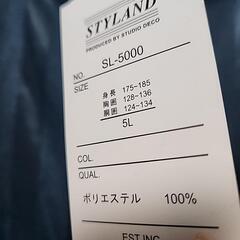 STYLAND
PRODUCED BY STUDIO DECO
NO. SL-5000
SIZE
身長 175-185
胸囲 128-136
胴囲 124-134
5L
COL.
QUAL.
ポリエステル 100%
EST INC.